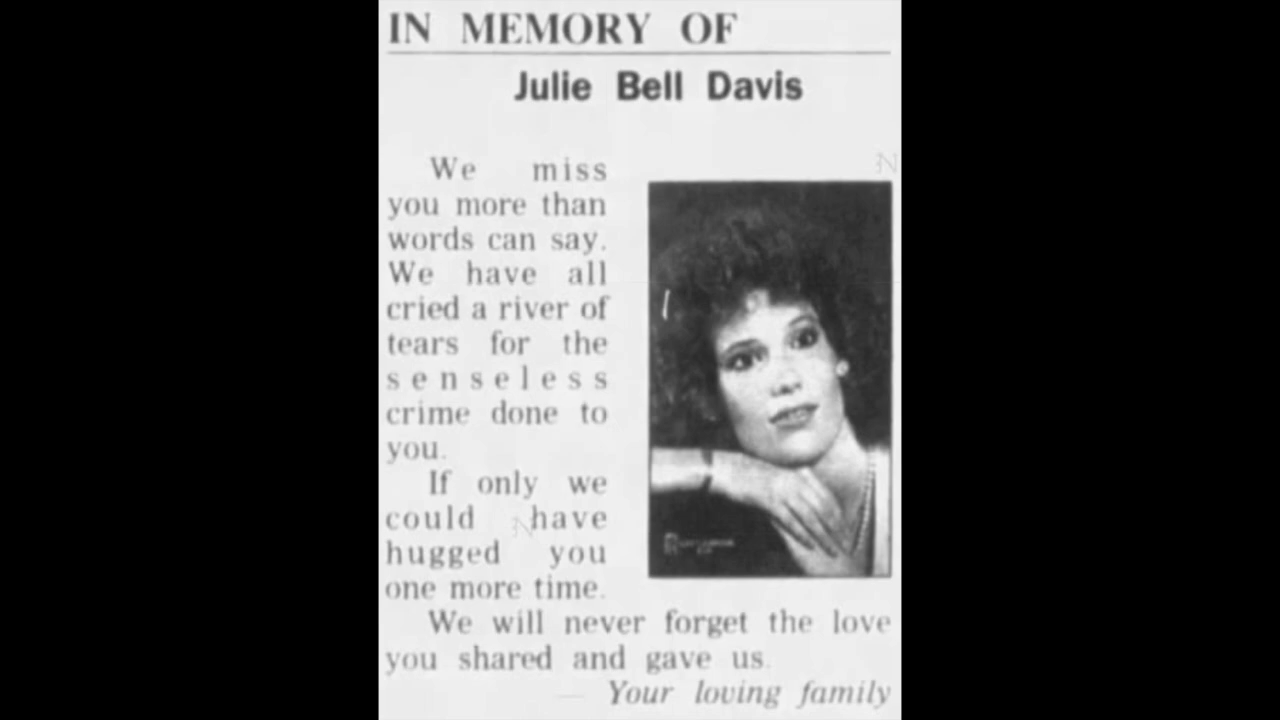 IN MEMORY OF
Julie Bell Davis
We miss
you more than
words can say.
We have all
cried a river of
tears for the
senseless
crime done to
you.
If only we
could have
hugged you
one more time.
We will never forget the love
you shared and gave us.
— Your loving family